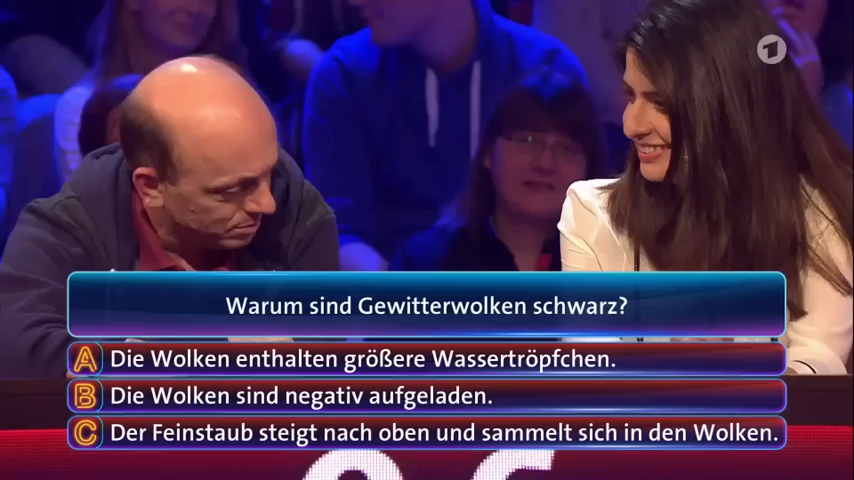 1
Warum sind Gewitterwolken schwarz?
A Die Wolken enthalten größere Wassertröpfchen.
B Die Wolken sind negativ aufgeladen.
C Der Feinstaub steigt nach oben und sammelt sich in den Wolken.